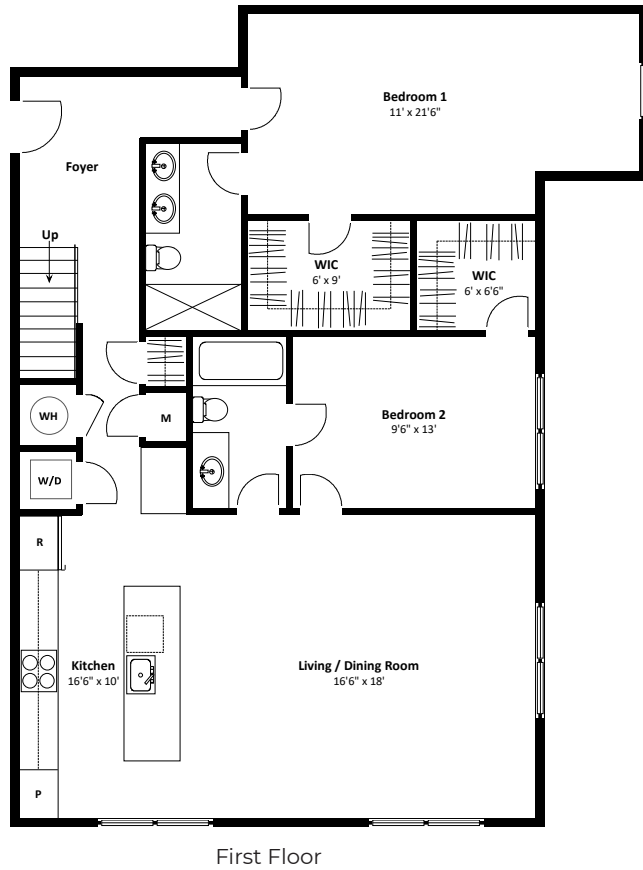 Bedroom 1
11' x 21'6"
Foyer
Up
WIC
6' x 9'
WIC
6' x 6'6"
WH
M
Bedroom 2
9'6" x 13'
W/D
R
Kitchen
16'6" x 10'
Living / Dining Room
16'6" x 18'
P
First Floor